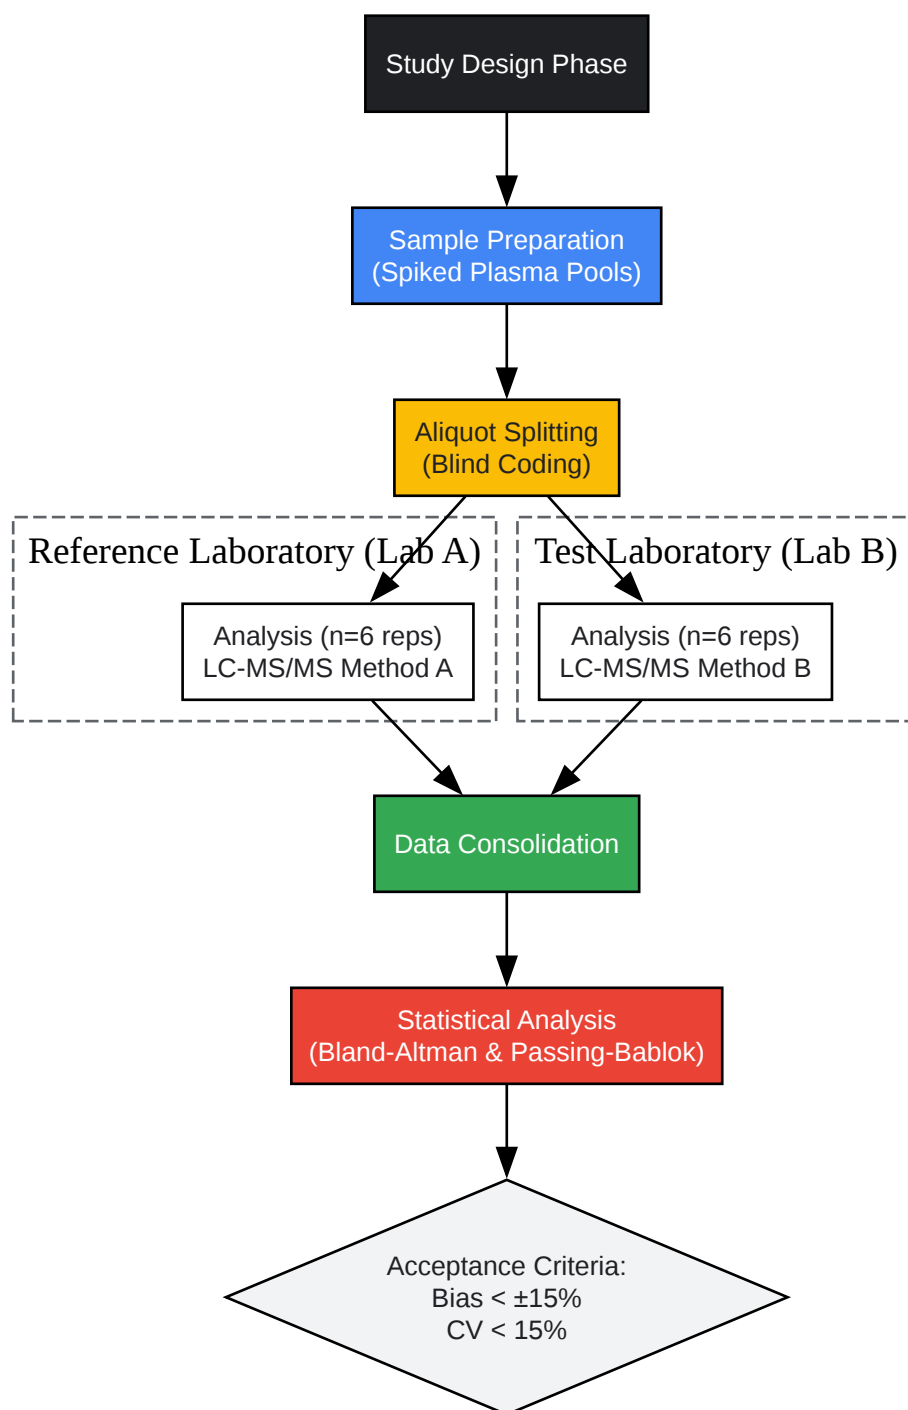 Study Design Phase
Sample Preparation
(Spiked Plasma Pools)
Aliquot Splitting
(Blind Coding)
Reference Laboratory (Lab A)
Analysis (n=6 reps)
LC-MS/MS Method A
Test Laboratory (Lab B)
Analysis (n=6 reps)
LC-MS/MS Method B
Data Consolidation
Statistical Analysis
(Bland-Altman & Passing-Bablok)
Acceptance Criteria:
Bias < ±15%
CV < 15%